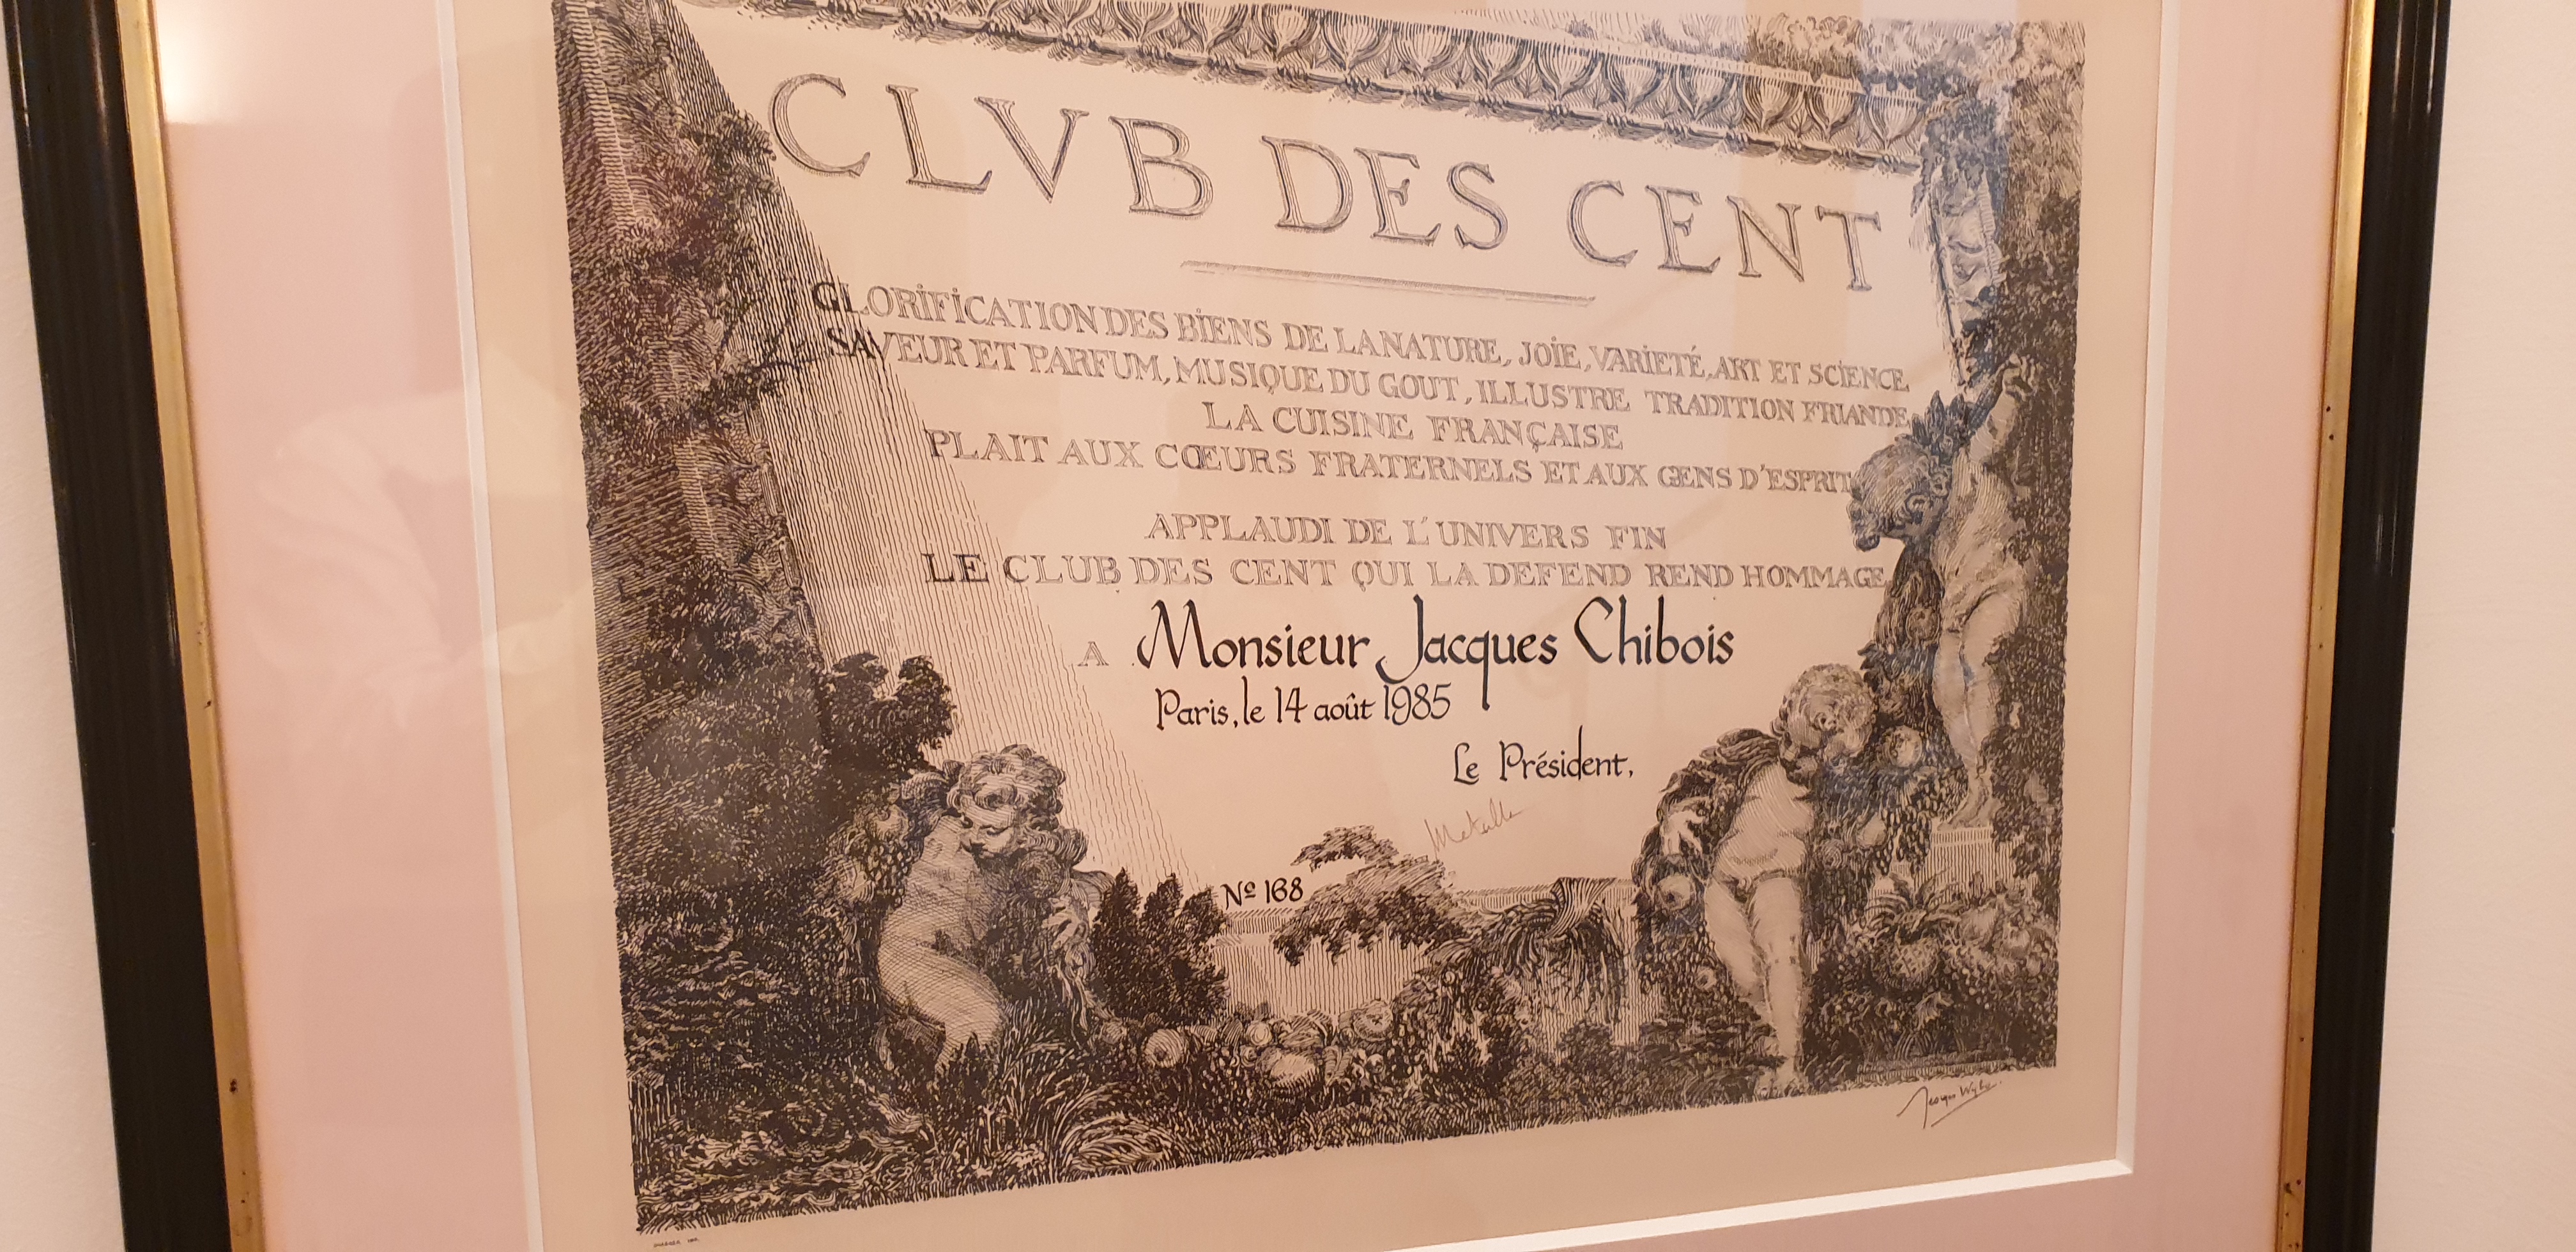 CLVB DES CENT
GLORIFICATION DES BIENS DE LA NATURE, JOIE, VARIETÉ, ART ET SCIENCE
SAVEUR ET PARFUM, MUSIQUE DU GOUT, ILLUSTRE TRADITION FRIANDE,
LA CUISINE FRANÇAISE
PLAIT AUX CŒURS FRATERNELS ET AUX GENS D'ESPRIT
APPLAUDI DE L'UNIVERS FIN
LE CLUB DES CENT QUI LA DEFEND REND HOMMAGE
A Monsieur Jacques Chibois
Paris, le 14 août 1985
Le Président,
Nº 168